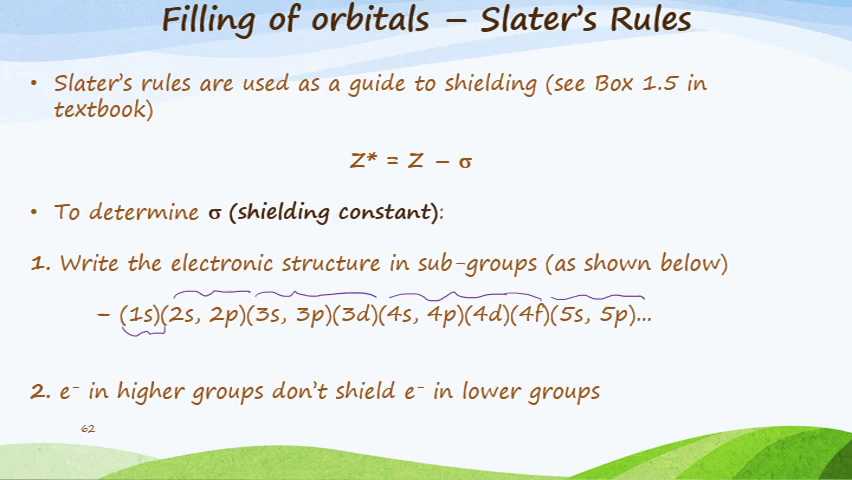 Filling of orbitals – Slater's Rules
• Slater's rules are used as a guide to shielding (see Box 1.5 in
textbook)
Z* = Z – σ
• To determine σ (shielding constant):
1. Write the electronic structure in sub-groups (as shown below)
– (1s)(2s, 2p)(3s, 3p)(3d)(4s, 4p)(4d)(4f)(5s, 5p)...
2. e⁻ in higher groups don't shield e⁻ in lower groups
62